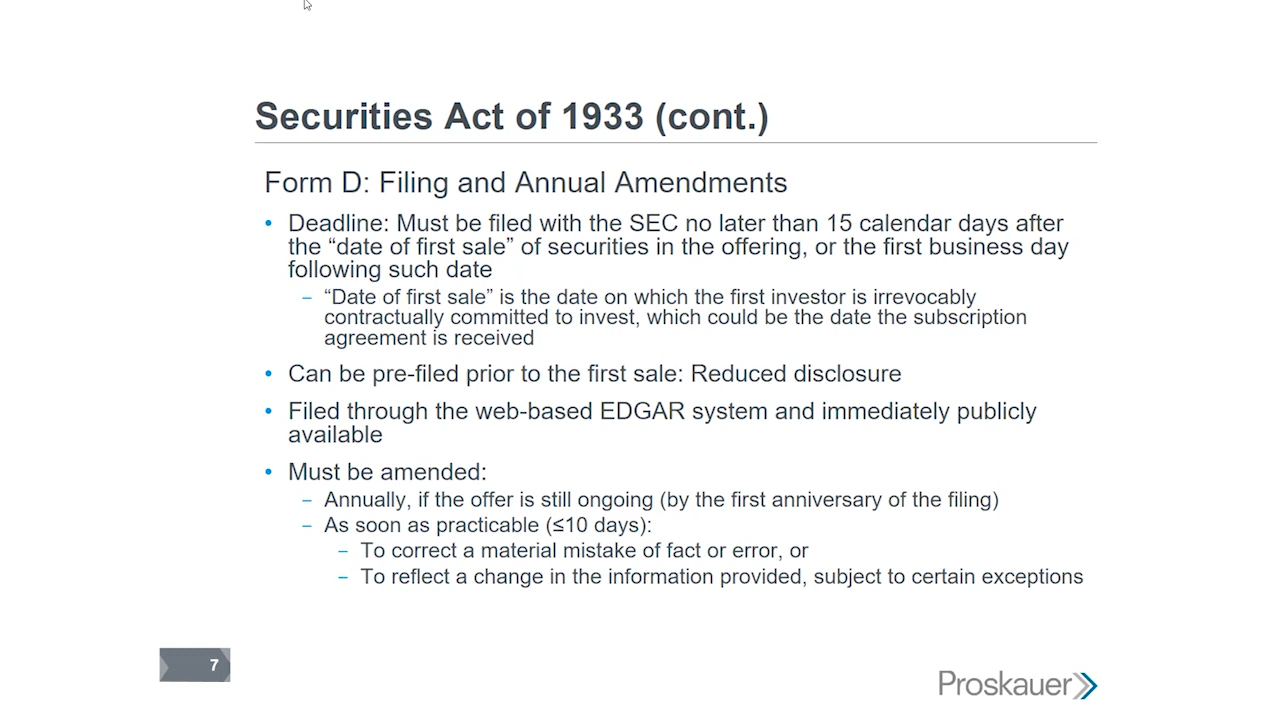 Securities Act of 1933 (cont.)
Form D: Filing and Annual Amendments
• Deadline: Must be filed with the SEC no later than 15 calendar days after
the “date of first sale” of securities in the offering, or the first business day
following such date
– “Date of first sale” is the date on which the first investor is irrevocably
contractually committed to invest, which could be the date the subscription
agreement is received
• Can be pre-filed prior to the first sale: Reduced disclosure
• Filed through the web-based EDGAR system and immediately publicly
available
• Must be amended:
– Annually, if the offer is still ongoing (by the first anniversary of the filing)
– As soon as practicable (≤10 days):
– To correct a material mistake of fact or error, or
– To reflect a change in the information provided, subject to certain exceptions
7
Proskauer